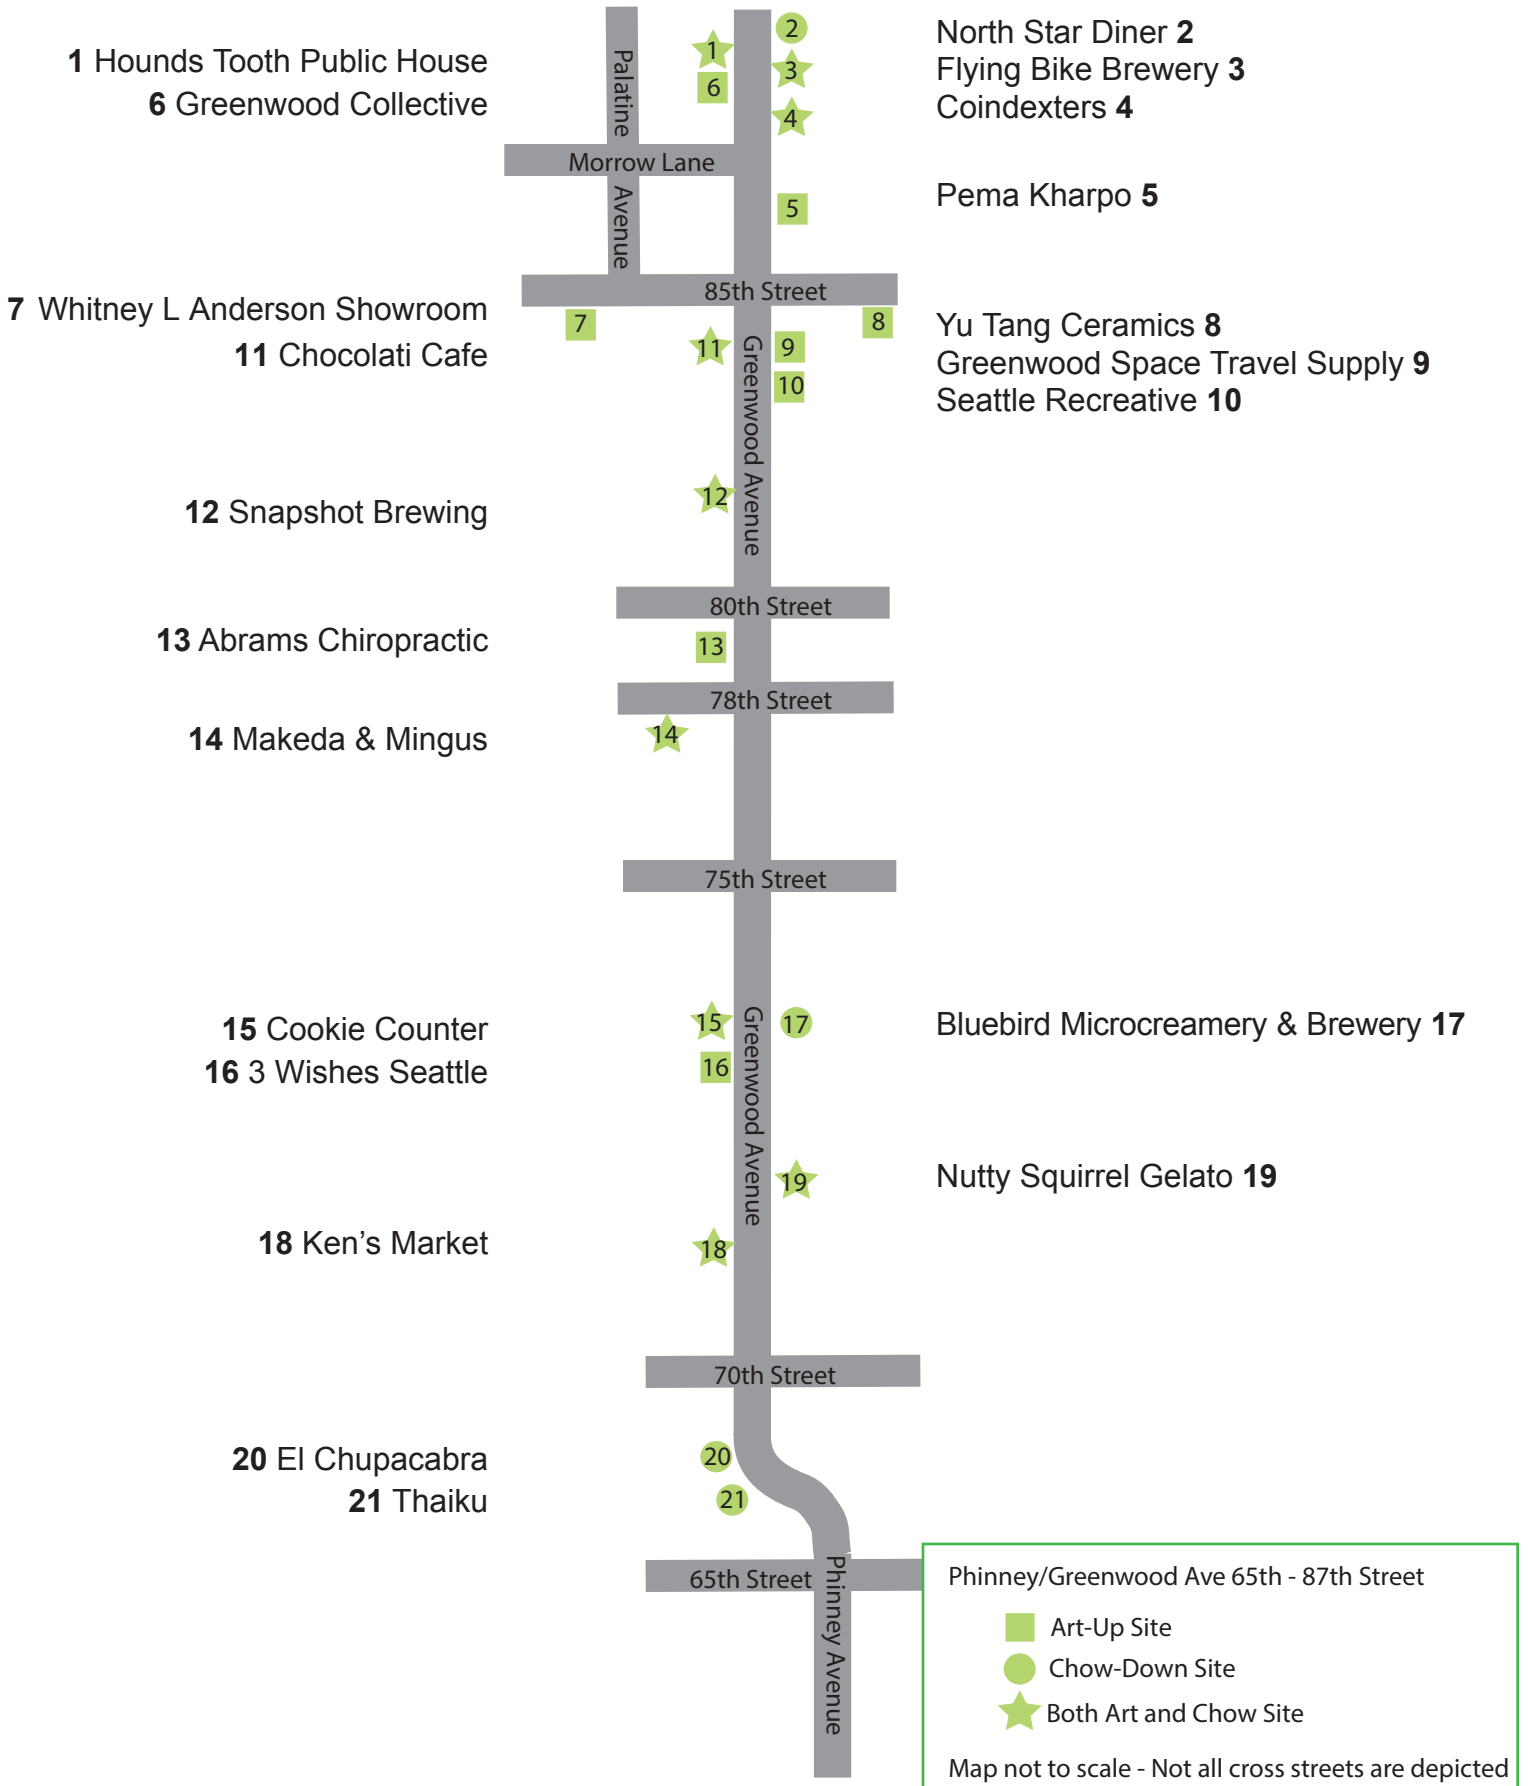 1 Hounds Tooth Public House
6 Greenwood Collective
North Star Diner 2
Flying Bike Brewery 3
Coindexters 4
Palatine
Avenue
1
6
2
3
4
Morrow Lane
5
Pema Kharpo 5
85th Street
7 Whitney L Anderson Showroom
11 Chocolati Cafe
7
11
9
10
8
Yu Tang Ceramics 8
Greenwood Space Travel Supply 9
Seattle Recreative 10
Greenwood Avenue
12 Snapshot Brewing
12
80th Street
13 Abrams Chiropractic
13
78th Street
14 Makeda & Mingus
14
75th Street
15 Cookie Counter
16 3 Wishes Seattle
15
16
17
Bluebird Microcreamery & Brewery 17
Greenwood Avenue
19
Nutty Squirrel Gelato 19
18 Ken’s Market
18
70th Street
20 El Chupacabra
21 Thaiku
20
21
65th Street
Phinney Avenue
Phinney/Greenwood Ave 65th - 87th Street
Art-Up Site
Chow-Down Site
Both Art and Chow Site
Map not to scale - Not all cross streets are depicted